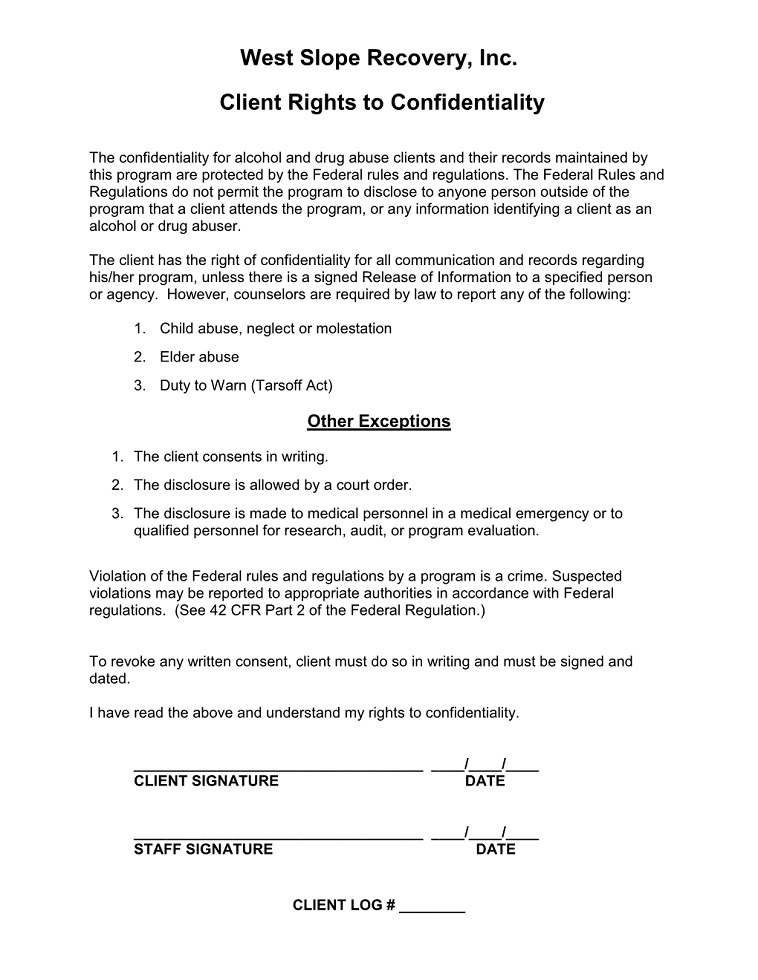 West Slope Recovery, Inc.
Client Rights to Confidentiality
The confidentiality for alcohol and drug abuse clients and their records maintained by
this program are protected by the Federal rules and regulations. The Federal Rules and
Regulations do not permit the program to disclose to anyone person outside of the
program that a client attends the program, or any information identifying a client as an
alcohol or drug abuser.
The client has the right of confidentiality for all communication and records regarding
his/her program, unless there is a signed Release of Information to a specified person
or agency.  However, counselors are required by law to report any of the following:
1. Child abuse, neglect or molestation
2. Elder abuse
3. Duty to Warn (Tarsoff Act)
Other Exceptions
1. The client consents in writing.
2. The disclosure is allowed by a court order.
3. The disclosure is made to medical personnel in a medical emergency or to
qualified personnel for research, audit, or program evaluation.
Violation of the Federal rules and regulations by a program is a crime. Suspected
violations may be reported to appropriate authorities in accordance with Federal
regulations.  (See 42 CFR Part 2 of the Federal Regulation.)
To revoke any written consent, client must do so in writing and must be signed and
dated.
I have read the above and understand my rights to confidentiality.
___________________________________ ____/____/____
CLIENT SIGNATURE DATE
___________________________________ ____/____/____
STAFF SIGNATURE DATE
CLIENT LOG # ________